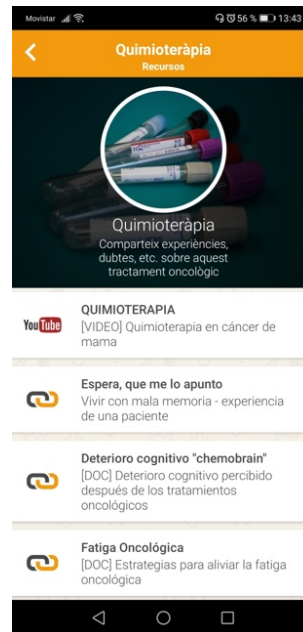 Movistar 56 % 13:43
Quimioteràpia
Recursos
Quimioteràpia
Comparteix experiències,
dubtes, etc. sobre aquest
tractament oncològic
QUIMIOTERAPIA
YouTube
[VIDEO] Quimioterapia en cáncer de
mama
Espera, que me lo apunto
Vivir con mala memoria - experiencia
de una paciente
Deterioro cognitivo "chemobrain"
[DOC] Deterioro cognitivo percibido
después de los tratamientos
oncológicos
Fatiga Oncológica
[DOC] Estrategias para aliviar la fatiga
oncológica